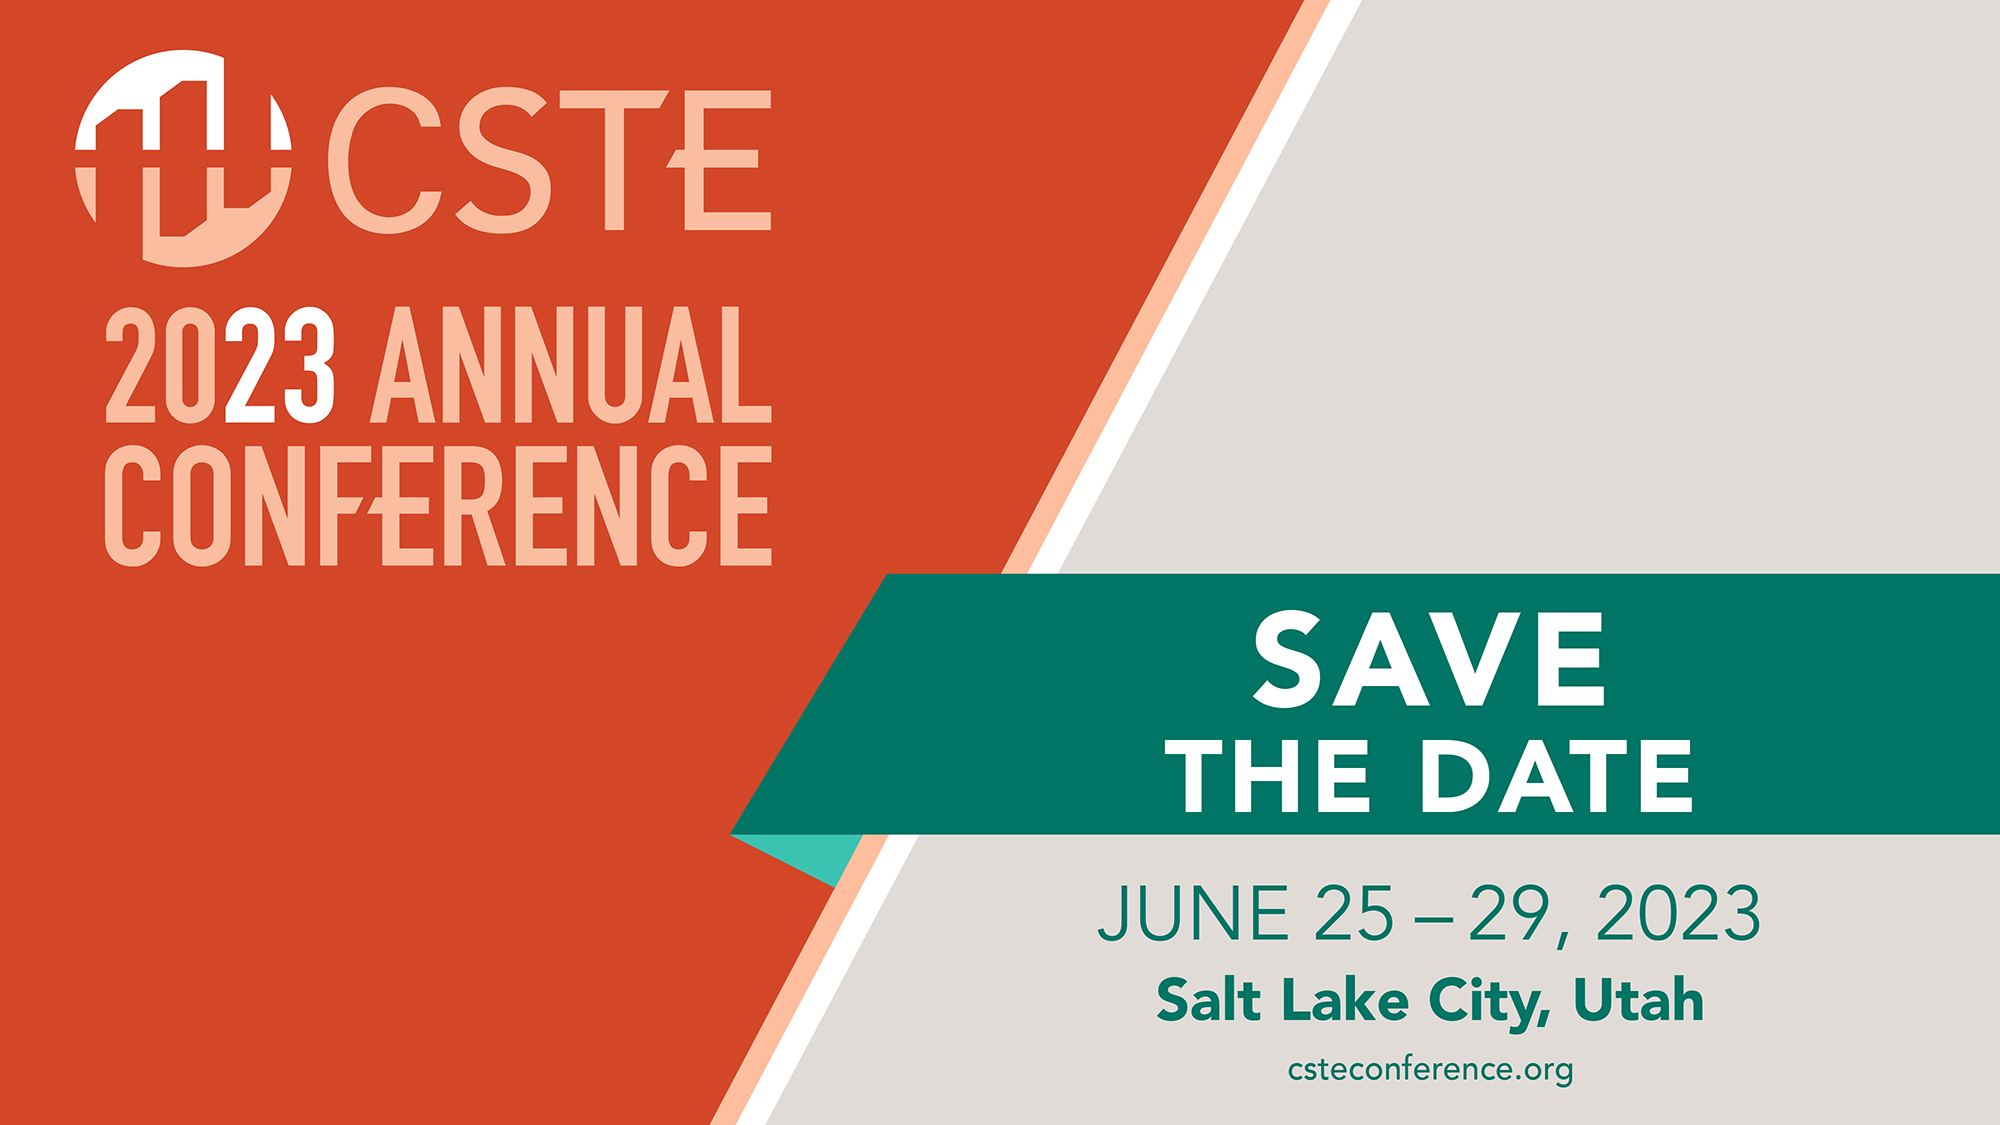 CSTE
2023 ANNUAL
CONFERENCE
SAVE
THE DATE
JUNE 25 – 29, 2023
Salt Lake City, Utah
csteconference.org